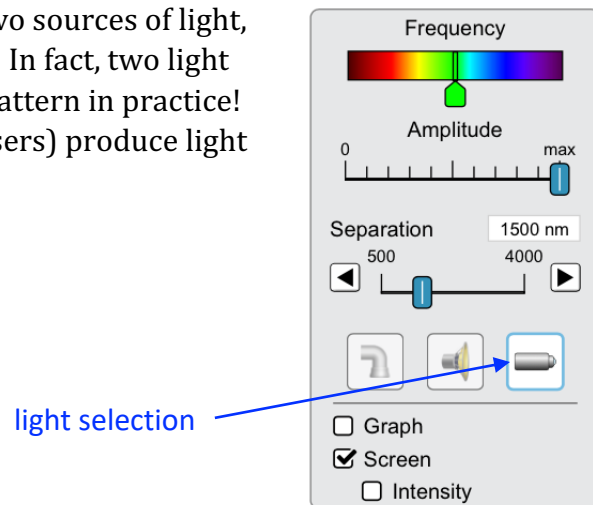 vo sources of light,
In fact, two light
attern in practice!
sers) produce light
Frequency
Amplitude
0 max
Separation 1500 nm
500 4000
light selection
Graph
Screen
Intensity